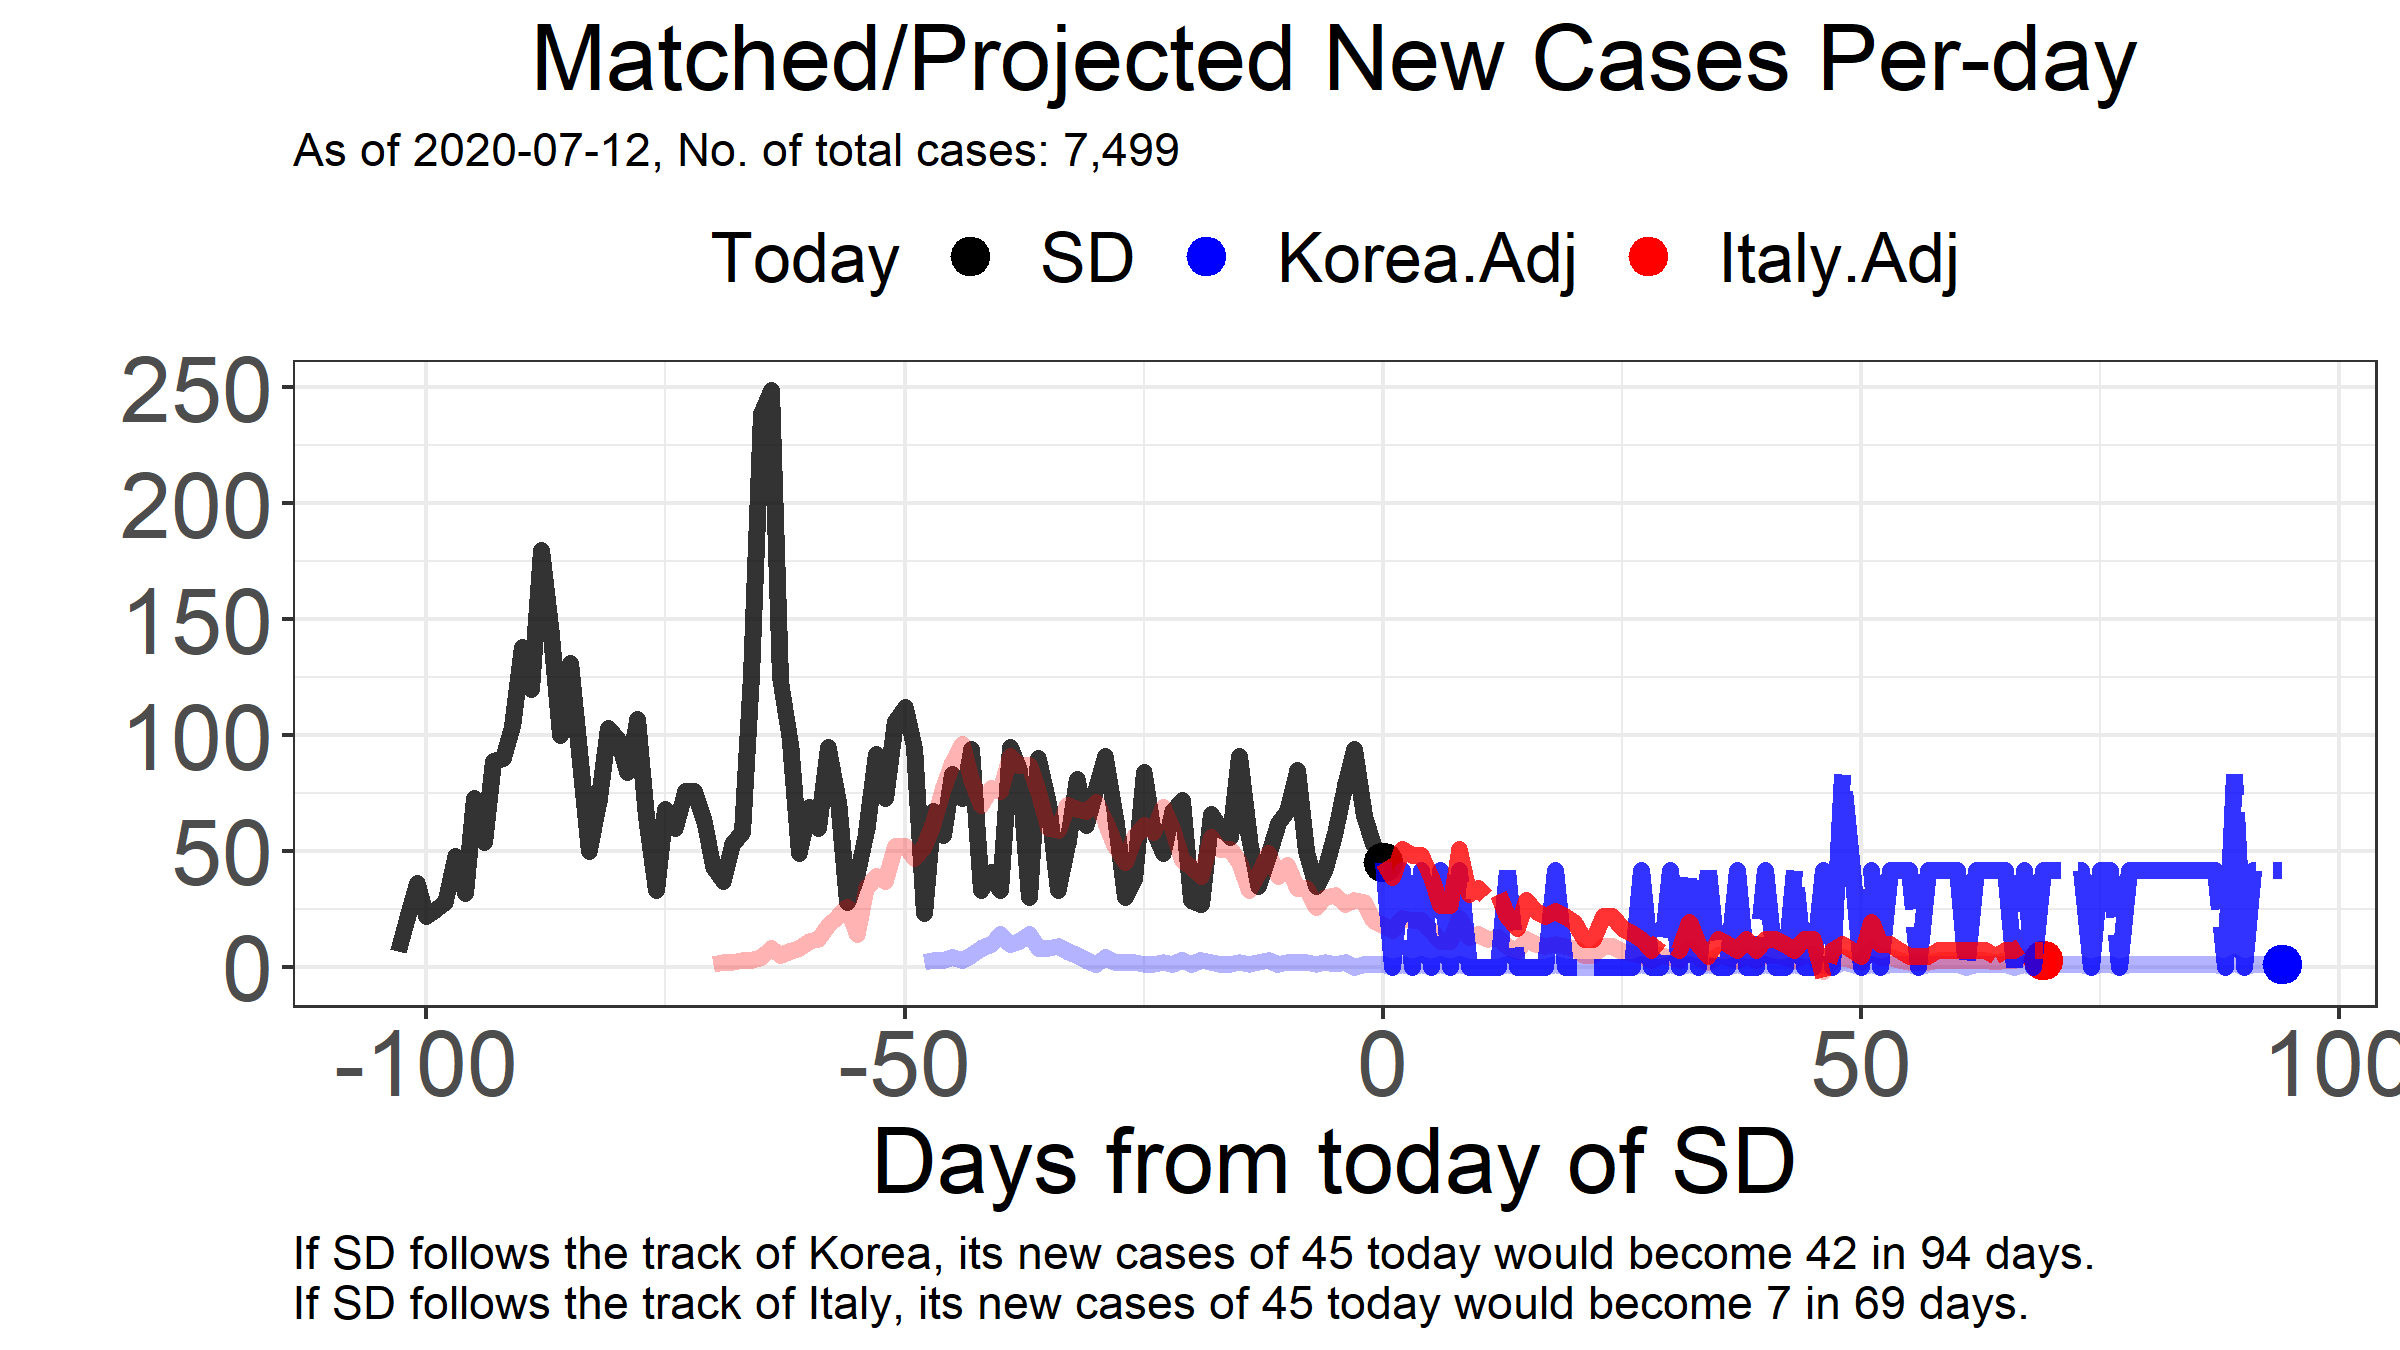 Matched/Projected New Cases Per-day
As of 2020-07-12, No. of total cases: 7,499
Today SD Korea.Adj Italy.Adj
250
200
150
100
50
0
-100 -50 0 50 100
Days from today of SD
If SD follows the track of Korea, its new cases of 45 today would become 42 in 94 days.
If SD follows the track of Italy, its new cases of 45 today would become 7 in 69 days.